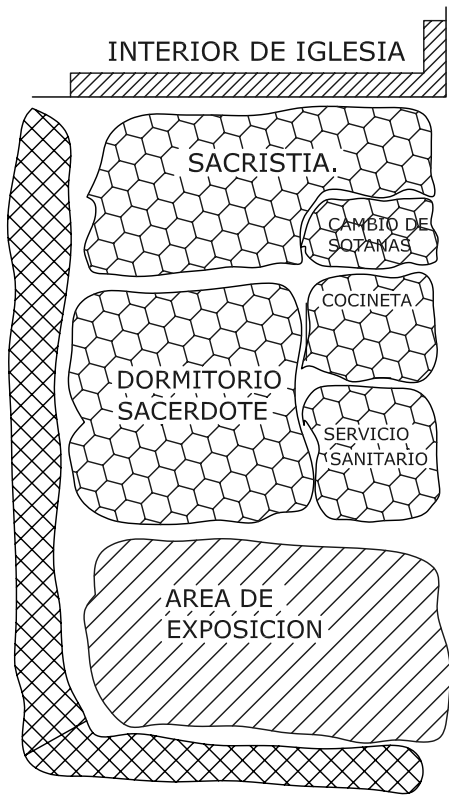 INTERIOR DE IGLESIA
SACRISTIA.
CAMBIO DE
SOTANAS
COCINETA
DORMITORIO
SACERDOTE
SERVICIO
SANITARIO
AREA DE
EXPOSICION